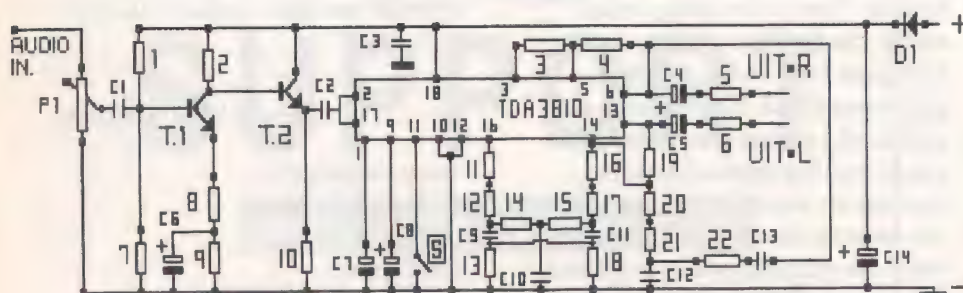 AUDIO
IN.
P1
C1
1
2
T.1
T.2
C2
C3
18
3
4
3
5
6
13
2
17
TDA3810
14
1
9
11
10
12
16
C4
5
UIT=R
+
C5
6
UIT=L
D1
+
7
8
C6
+
9
10
C7
+
C8
S
11
12
14
15
16
17
19
20
C9
C11
13
C10
18
21
22
C13
C12
+
C14
-